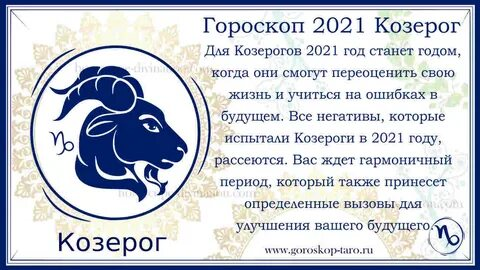 Гороскоп 2021 Козерог
Для Козерогов 2021 год станет годом,
когда они смогут переоценить свою
жизнь и учиться на ошибках в
будущем. Все негативы, которые
испытали Козероги в 2021 году,
рассеются. Вас ждет гармоничный
период, который также принесет
определенные вызовы для
улучшения вашего будущего.
www.goroskop-taro.ru
Козерог